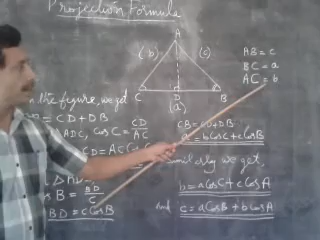 Projection Formula
A
(b)
(c)
C
D
B
(a)
AB = c
BC = a
AC = b
the figure, we get
= CD + DB
ADC, Cos C = CD/AC
CD = AC Cos C
CB = CD + DB
a = b Cos C + c Cos B
Similarly we get,
b = a Cos C + c Cos A
and c = a Cos B + b Cos A
B = BD/c
BD = c Cos B